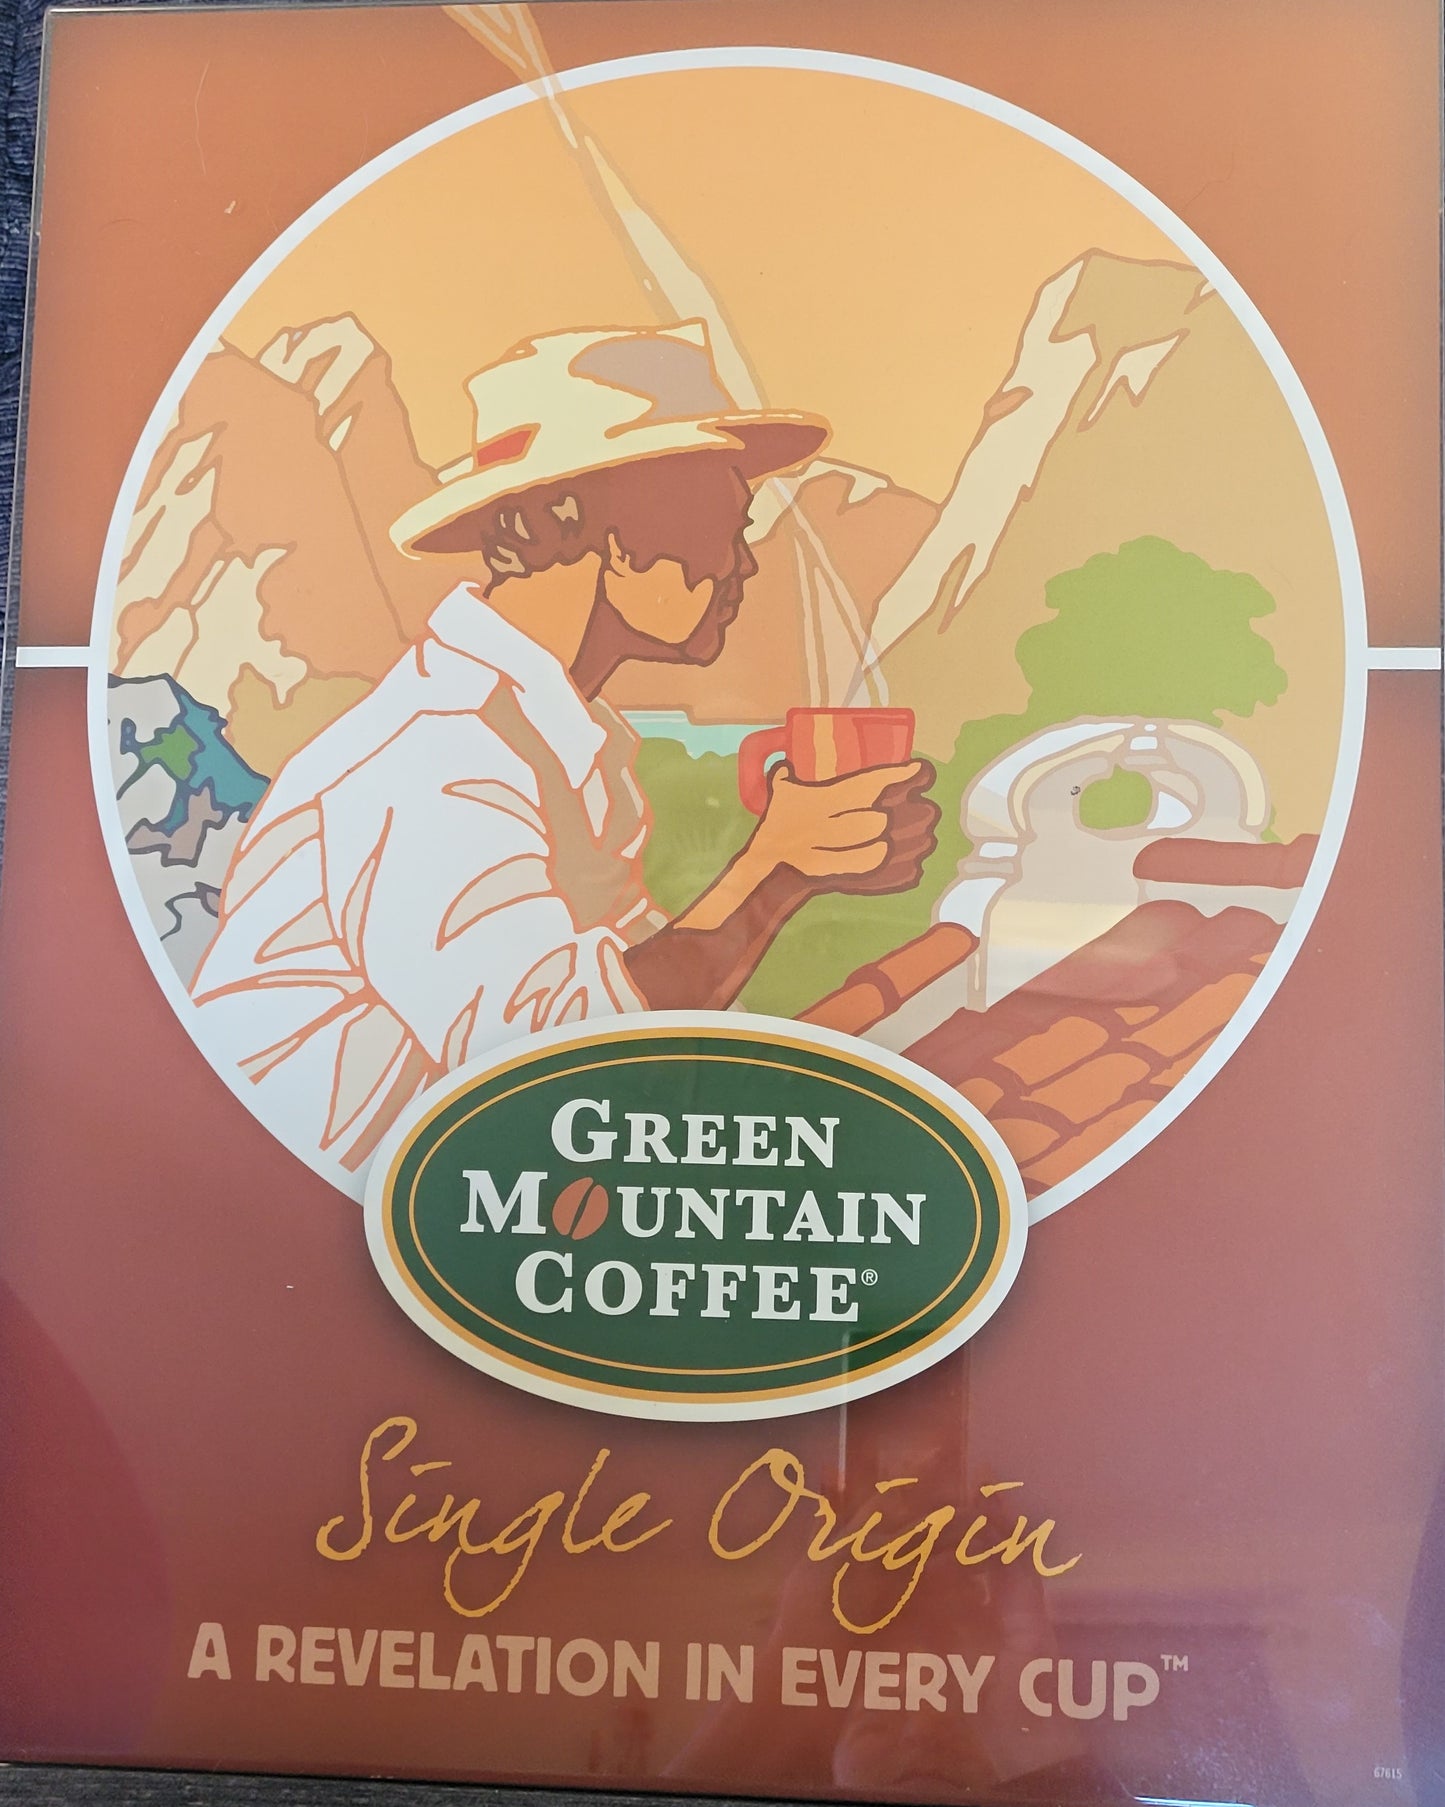 GREEN
MOUNTAIN
COFFEE®
Single Origin
A REVELATION IN EVERY CUP™
67615